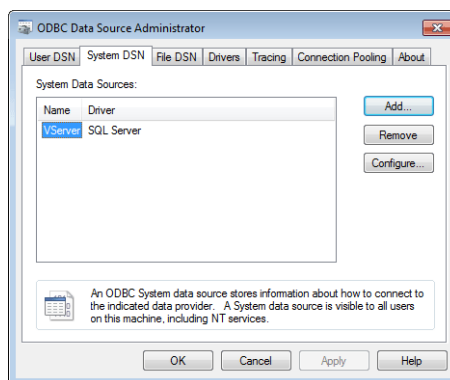 ODBC Data Source Administrator
User DSN System DSN File DSN Drivers Tracing Connection Pooling About
System Data Sources:
Name Driver
VServer SQL Server
Add...
Remove
Configure...
An ODBC System data source stores information about how to connect to
the indicated data provider. A System data source is visible to all users
on this machine, including NT services.
OK Cancel Apply Help